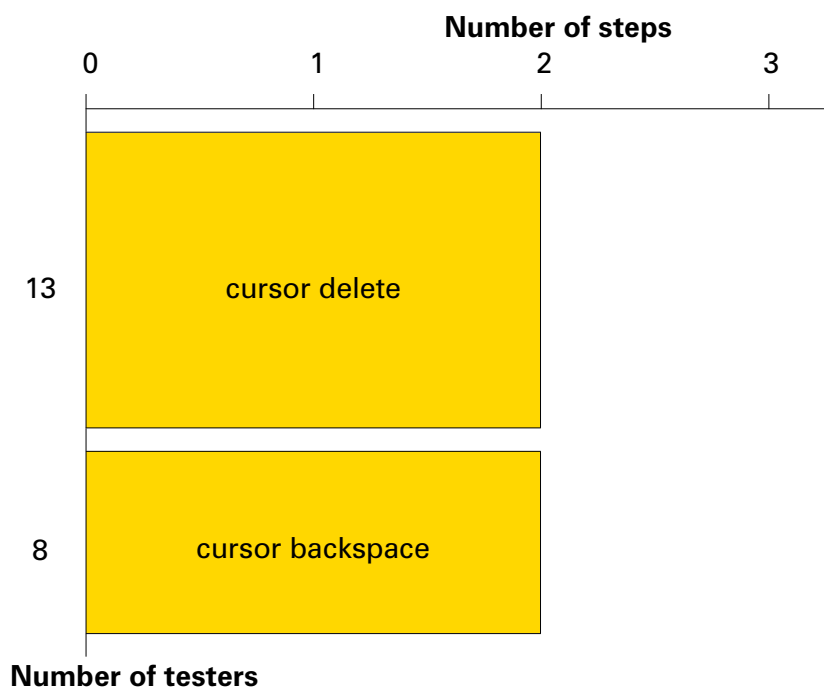 Number of steps
0 1 2 3
13 cursor delete
8 cursor backspace
Number of testers